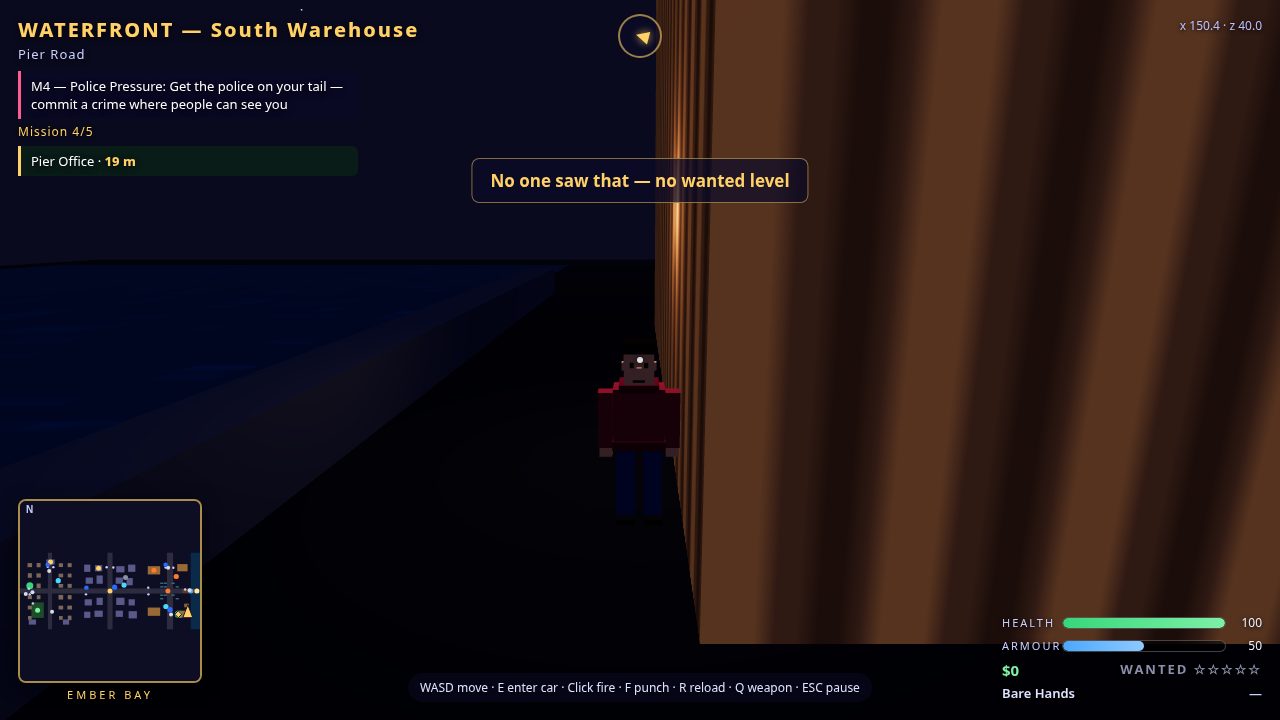 WATERFRONT — South Warehouse
x 150.4 · z 40.0
Pier Road
M4 — Police Pressure: Get the police on your tail —
commit a crime where people can see you
Mission 4/5
Pier Office · 19 m
No one saw that — no wanted level
N
EMBER BAY
WASD move · E enter car · Click fire · F punch · R reload · Q weapon · ESC pause
HEALTH 100
ARMOUR 50
$0 WANTED ☆☆☆☆☆
Bare Hands —